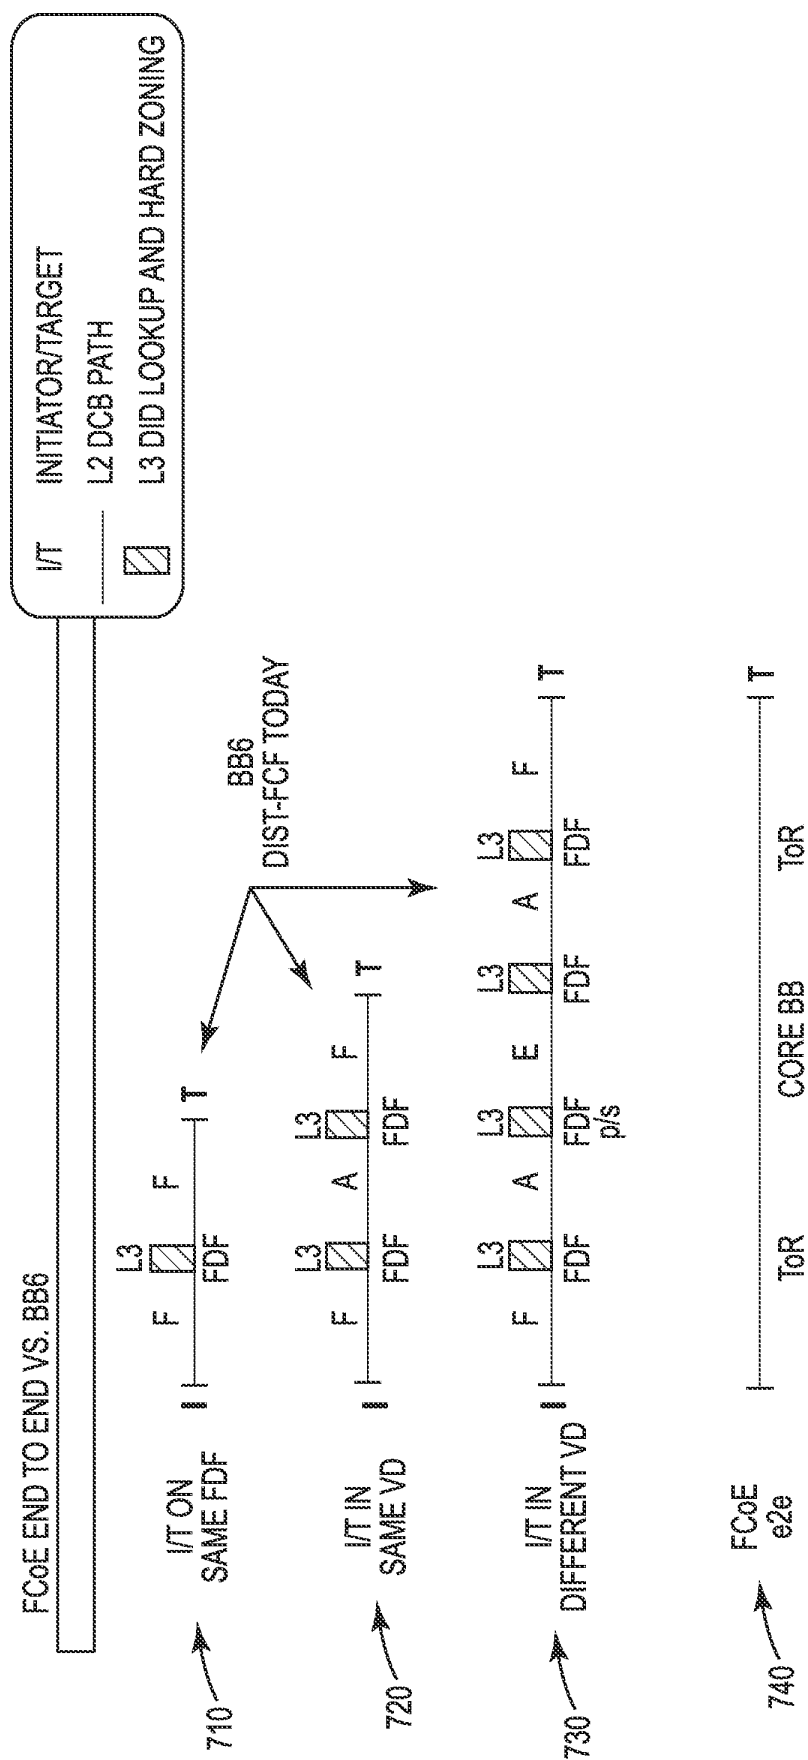 FCoE END TO END VS. BB6
I/T INITIATOR/TARGET
L2 DCB PATH
L3 DID LOOKUP AND HARD ZONING
BB6
DIST-FCF TODAY
710
I/T ON
SAME FDF
I F L3 F T
FDF
720
I/T IN
SAME VD
I F L3 A L3 F T
FDF FDF
730
I/T IN
DIFFERENT VD
I F L3 A L3 E L3 A L3 F T
FDF FDF FDF FDF
p/s
740
FCoE
e2e
T
ToR CORE BB ToR